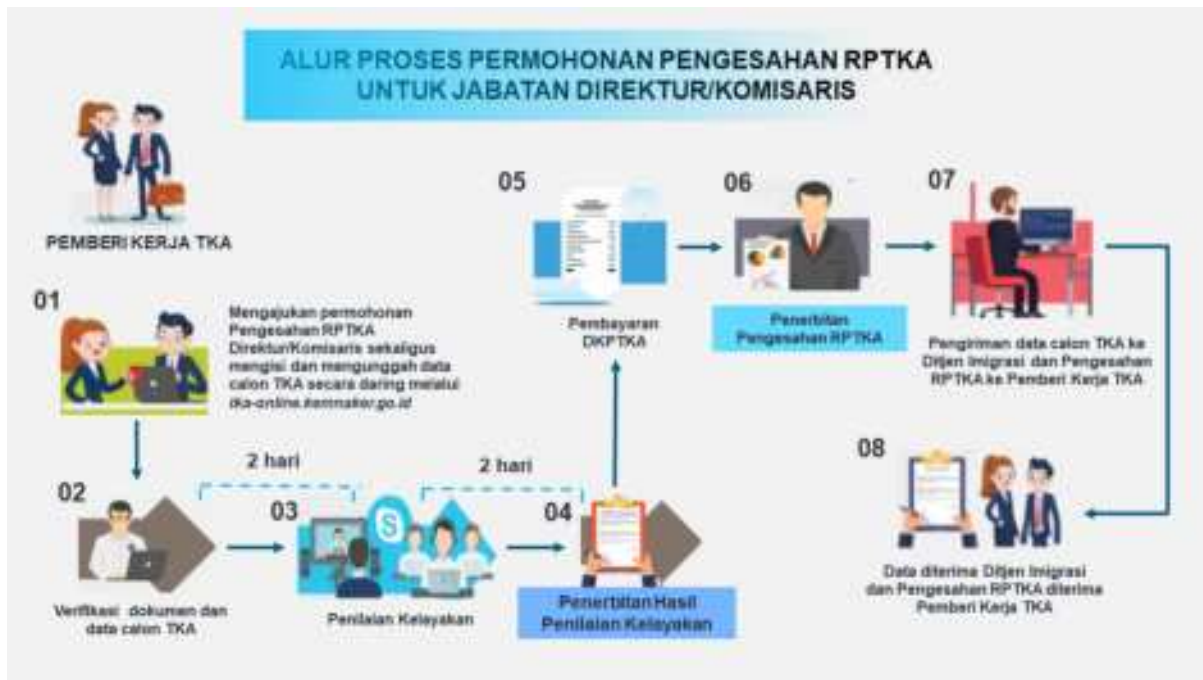 ALUR PROSES PERMOHONAN PENGESAHAN RPTKA
UNTUK JABATAN DIREKTUR/KOMISARIS
PEMBERI KERJA TKA
01
Mengajukan permohonan
Pengesahan RPTKA
Direktur/Komisaris sekaligus
mengisi dan mengunggah data
calon TKA secara daring melalui
tka-online.kemnaker.go.id
02
Verifikasi dokumen dan
data calon TKA
2 hari
03
S
Penilaian Kelayakan
2 hari
04
Penerbitan Hasil
Penilaian Kelayakan
05
Pembayaran
DKPTKA
06
Penerbitan
Pengesahan RPTKA
07
Pengiriman data calon TKA ke
Ditjen Imigrasi dan Pengesahan
RPTKA ke Pemberi Kerja TKA
08
Data diterima Ditjen Imigrasi
dan Pengesahan RPTKA diterima
Pemberi Kerja TKA